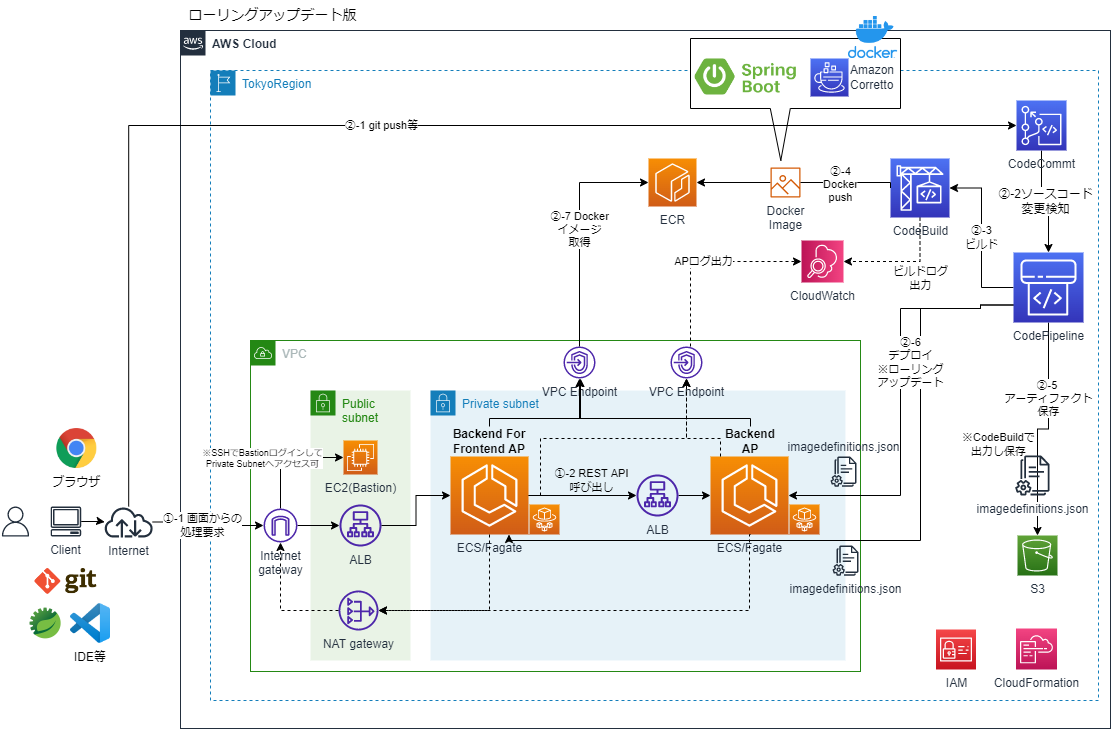 ローリングアップデート版
aws
AWS Cloud
TokyoRegion
Spring
Boot
docker
Amazon
Corretto
②-1 git push等
CodeCommt
②-2ソースコード
変更検知
②-4
Docker
push
ECR
Docker
Image
CodeBuild
②-3
ビルド
②-7 Docker
イメージ
取得
APログ出力
CloudWatch
ビルドログ
出力
CodePipeline
②-6
デプロイ
※ローリング
アップデート
②-5
アーティファクト
保存
VPC
VPC Endpoint
VPC Endpoint
Public
subnet
Private subnet
Backend For
Frontend AP
Backend
AP
imagedefinitions.json
※CodeBuildで
出力し保存
imagedefinitions.json
※SSHでBastionログインして
Private Subnetへアクセス可
EC2(Bastion)
①-2 REST API
呼び出し
ブラウザ
Client
Internet
①-1 画面からの
処理要求
Internet
gateway
ALB
ECS/Fagate
ALB
ECS/Fagate
imagedefinitions.json
S3
git
IDE等
NAT gateway
IAM
CloudFormation